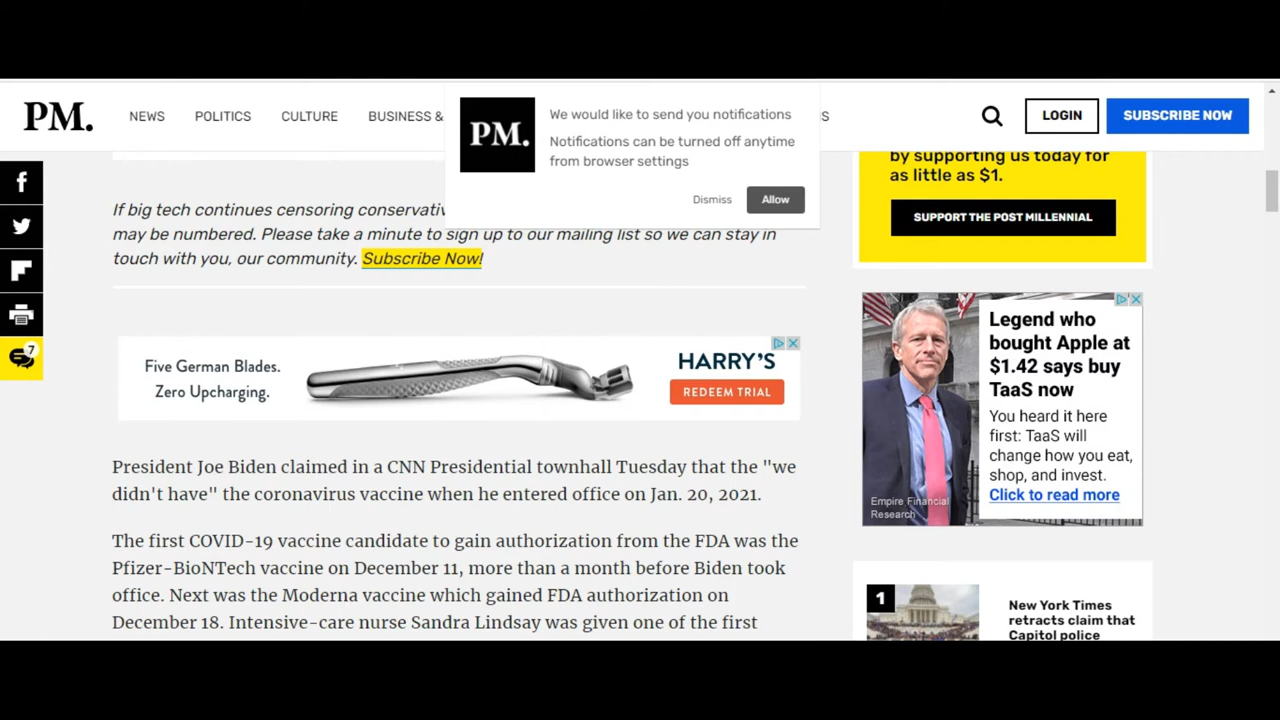 PM.
NEWS
POLITICS
CULTURE
BUSINESS &
S
LOGIN
SUBSCRIBE NOW
PM.
We would like to send you notifications
Notifications can be turned off anytime
from browser settings
Dismiss
Allow
7
If big tech continues censoring
may be numbered. Please take a minute to sign up to our mailing list so we can stay in
touch with you, our community. Subscribe Now!
Five German Blades.
Zero Upcharging.
HARRY'S
REDEEM TRIAL
President Joe Biden claimed in a CNN Presidential townhall Tuesday that the "we
didn't have" the coronavirus vaccine when he entered office on Jan. 20, 2021.
The first COVID-19 vaccine candidate to gain authorization from the FDA was the
Pfizer-BioNTech vaccine on December 11, more than a month before Biden took
office. Next was the Moderna vaccine which gained FDA authorization on
December 18. Intensive-care nurse Sandra Lindsay was given one of the first
by supporting us today for
as little as $1.
SUPPORT THE POST MILLENNIAL
Legend who
bought Apple at
$1.42 says buy
TaaS now
You heard it here
first: TaaS will
change how you eat,
shop, and invest.
Click to read more
Empire Financial
Research
1
New York Times
retracts claim that
Capitol police